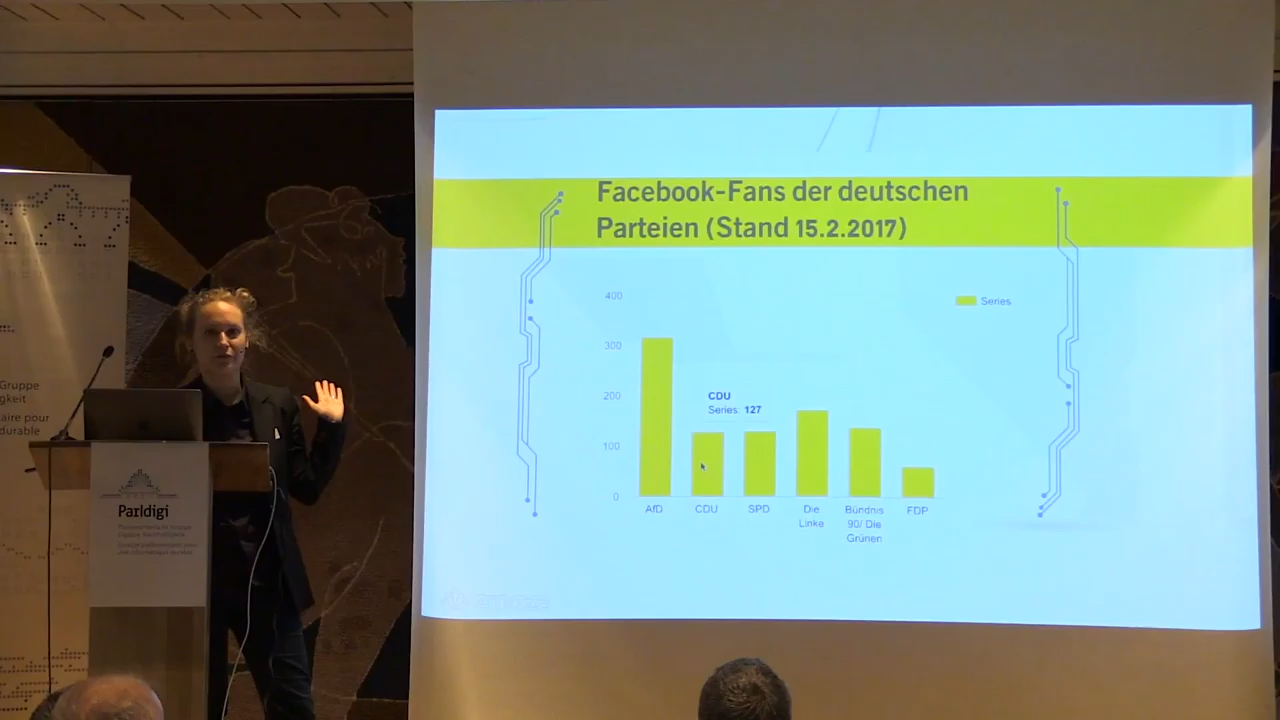 Facebook-Fans der deutschen
Parteien (Stand 15.2.2017)
400
300
200
100
0
Series
CDU
Series: 127
AfD
CDU
SPD
Die
Linke
Bündnis
90/ Die
Grünen
FDP
Gruppe
gkeit
aire pour
durable
Parldigi